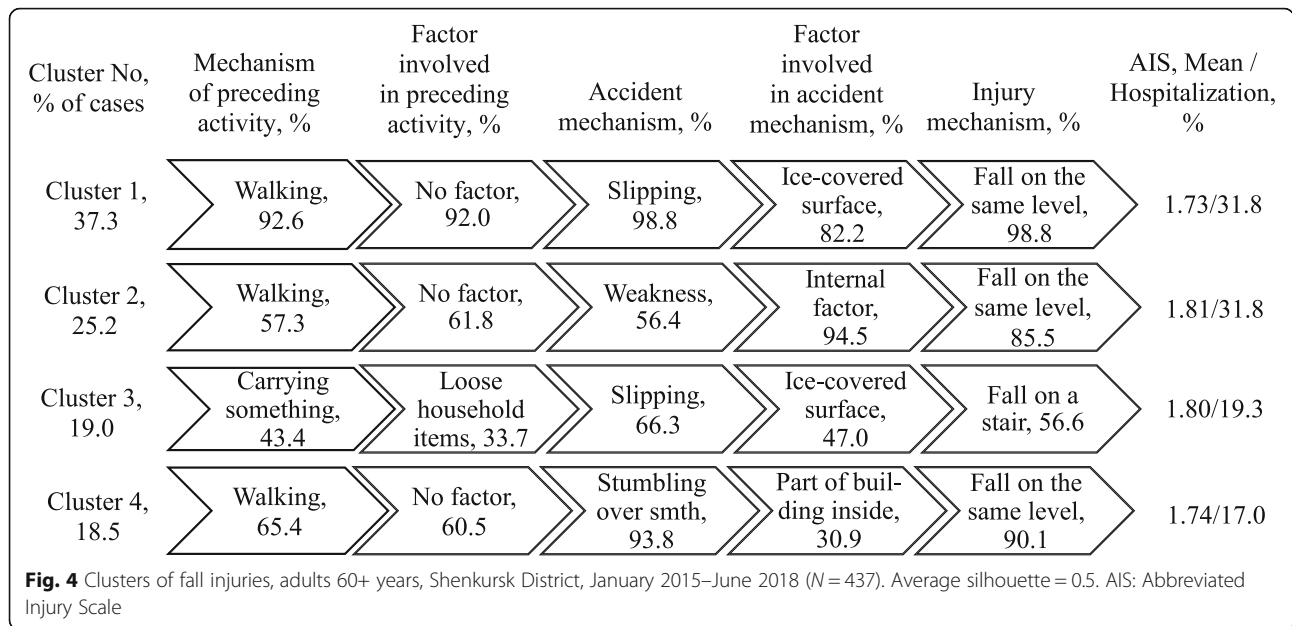 Cluster No,
% of cases
Mechanism
of preceding
activity, %
Factor
involved
in preceding
activity, %
Accident
mechanism, %
Factor
involved
in accident
mechanism, %
Injury
mechanism, %
AIS, Mean /
Hospitalization,
%
Cluster 1,
37.3
Walking,
92.6
No factor,
92.0
Slipping,
98.8
Ice-covered
surface,
82.2
Fall on the
same level,
98.8
1.73/31.8
Cluster 2,
25.2
Walking,
57.3
No factor,
61.8
Weakness,
56.4
Internal
factor,
94.5
Fall on the
same level,
85.5
1.81/31.8
Cluster 3,
19.0
Carrying
something,
43.4
Loose
household
items, 33.7
Slipping,
66.3
Ice-covered
surface,
47.0
Fall on a
stair, 56.6
1.80/19.3
Cluster 4,
18.5
Walking,
65.4
No factor,
60.5
Stumbling
over smth,
93.8
Part of buil-
ding inside,
30.9
Fall on the
same level,
90.1
1.74/17.0
Fig. 4 Clusters of fall injuries, adults 60+ years, Shenkursk District, January 2015–June 2018 (N = 437). Average silhouette = 0.5. AIS: Abbreviated
Injury Scale